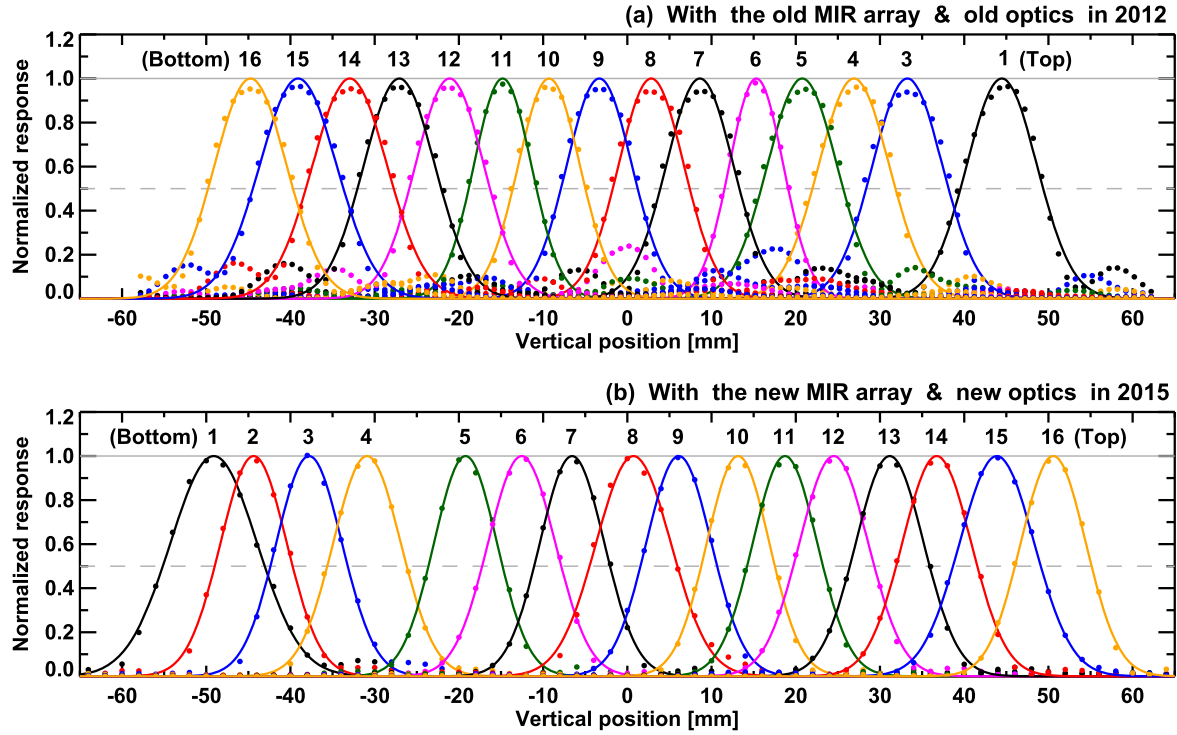 (a) With the old MIR array & old optics in 2012
1.2
(Bottom) 16 15 14 13 12 11 10 9 8 7 6 5 4 3 1 (Top)
1.0
0.8
0.6
0.4
0.2
0.0
Normalized response
-60 -50 -40 -30 -20 -10 0 10 20 30 40 50 60
Vertical position [mm]
(b) With the new MIR array & new optics in 2015
1.2
(Bottom) 1 2 3 4 5 6 7 8 9 10 11 12 13 14 15 16 (Top)
1.0
0.8
0.6
0.4
0.2
0.0
Normalized response
-60 -50 -40 -30 -20 -10 0 10 20 30 40 50 60
Vertical position [mm]